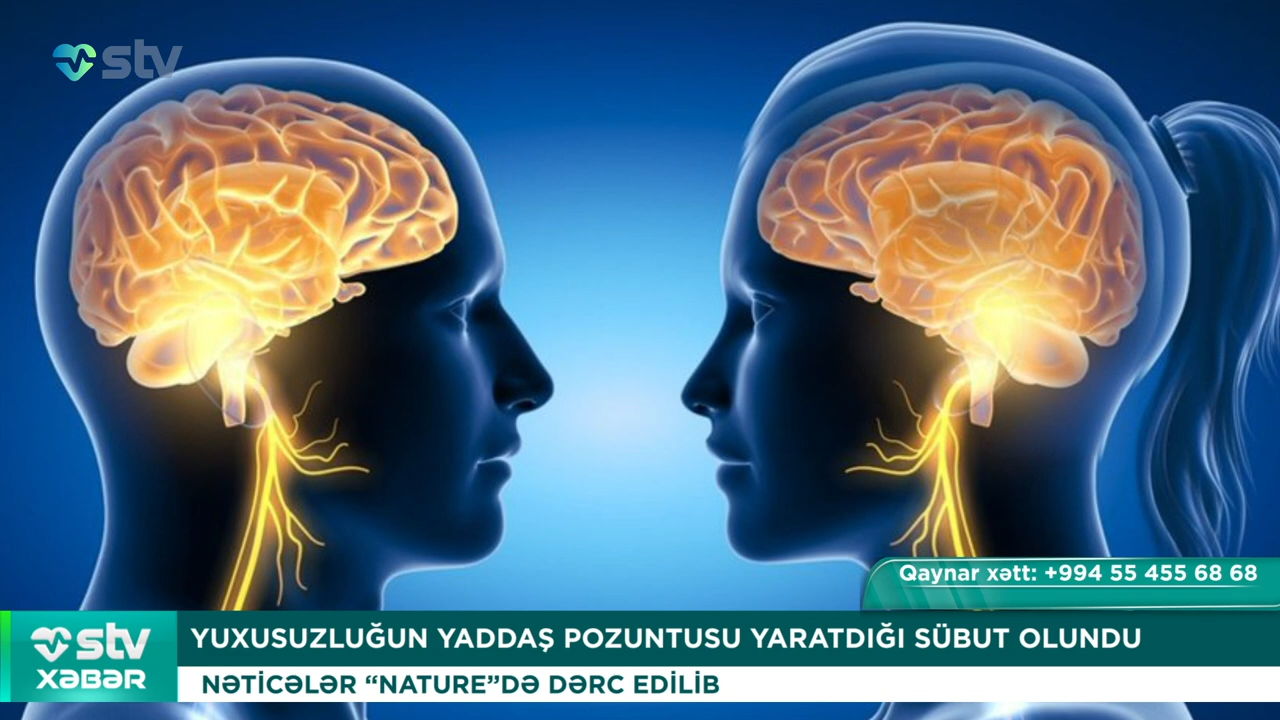 stv
Qaynar xətt: +994 55 455 68 68
stv
XƏBƏR
YUXUSUZLUĞUN YADDAŞ POZUNTUSU YARATDIĞI SÜBUT OLUNDU
NƏTİCƏLƏR “NATURE”DƏ DƏRC EDİLİB